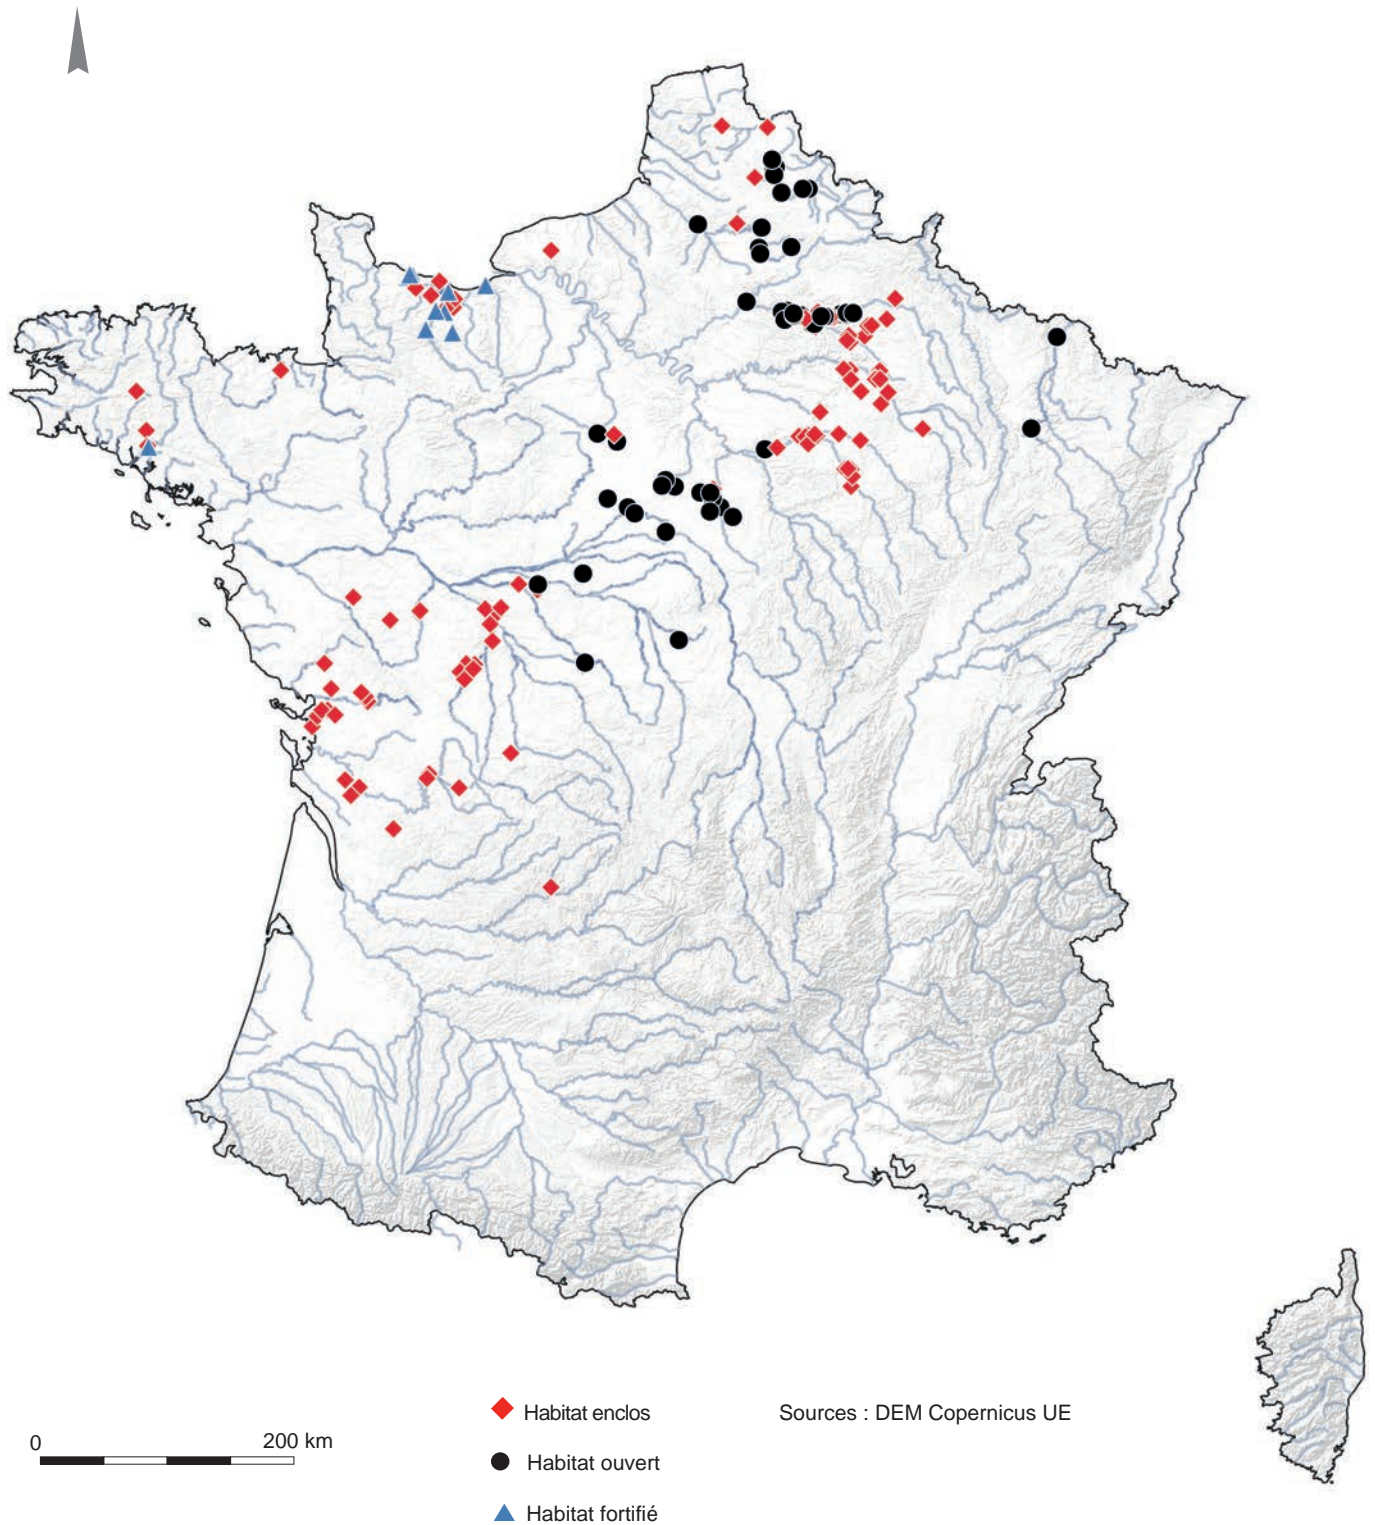 Habitat enclos
Sources : DEM Copernicus UE
0
200 km
Habitat ouvert
Habitat fortifié